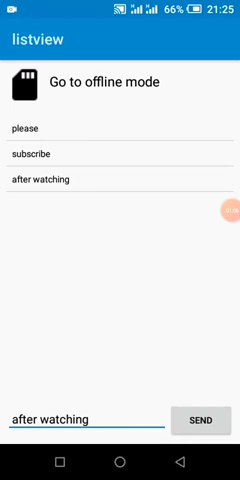 66% 21:25
listview
Go to offline mode
please
subscribe
after watching
after watching SEND